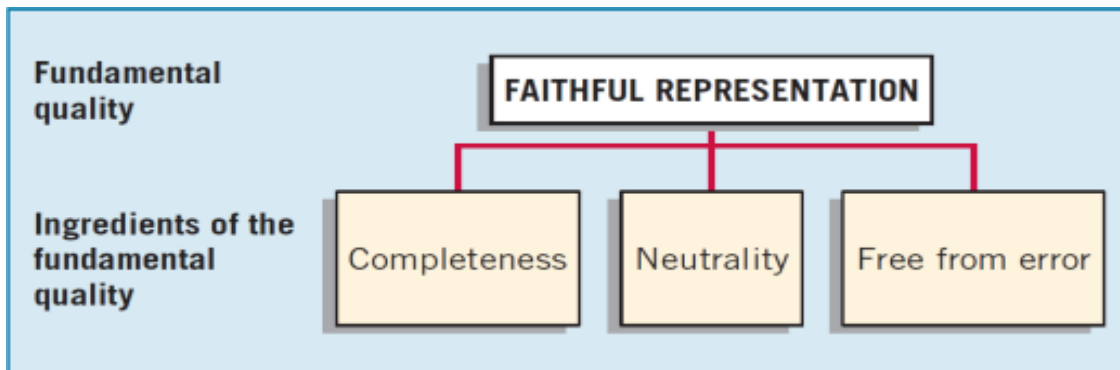 Fundamental
quality
FAITHFUL REPRESENTATION
Ingredients of the
fundamental
quality
Completeness
Neutrality
Free from error